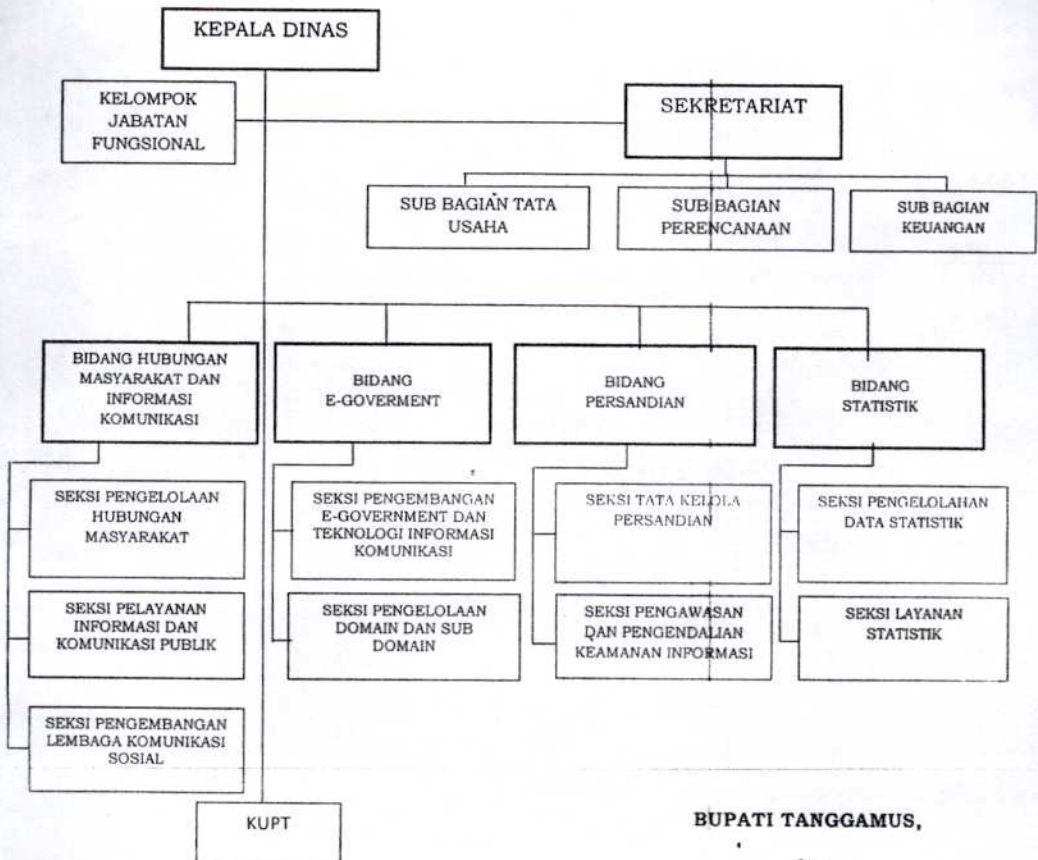 KEPALA DINAS
KELOMPOK
JABATAN
FUNGSIONAL
SEKRETARIAT
SUB BAGIAN TATA
USAHA
SUB BAGIAN
PERENCANAAN
SUB BAGIAN
KEUANGAN
BIDANG HUBUNGAN
MASYARAKAT DAN
INFORMASI
KOMUNIKASI
BIDANG
E-GOVERMENT
BIDANG
PERSANDIAN
BIDANG
STATISTIK
SEKSI PENGELOLAAN
HUBUNGAN
MASYARAKAT
SEKSI PENGEMBANGAN
E-GOVERNMENT DAN
TEKNOLOGI INFORMASI
KOMUNIKASI
SEKSI TATA KELOLA
PERSANDIAN
SEKSI PENGELOLAHAN
DATA STATISTIK
SEKSI PELAYANAN
INFORMASI DAN
KOMUNIKASI PUBLIK
SEKSI PENGELOLAAN
DOMAIN DAN SUB
DOMAIN
SEKSI PENGAWASAN
DAN PENGENDALIAN
KEAMANAN INFORMASI
SEKSI LAYANAN
STATISTIK
SEKSI PENGEMBANGAN
LEMBAGA KOMUNIKASI
SOSIAL
KUPT
BUPATI TANGGAMUS,